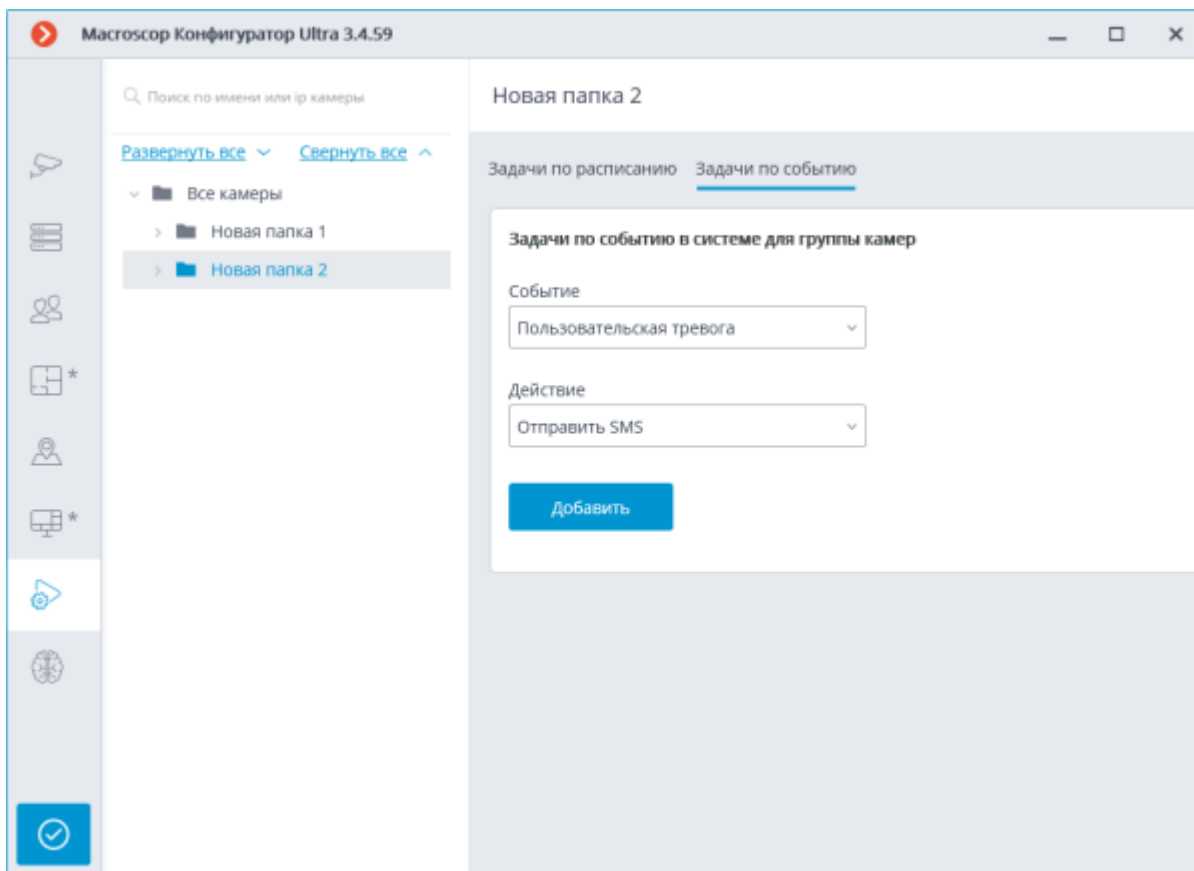 Macroscop Конфигуратор Ultra 3.4.59
Поиск по имени или ip камеры
Развернуть все Свернуть все
Все камеры
Новая папка 1
Новая папка 2
Новая папка 2
Задачи по расписанию Задачи по событию
Задачи по событию в системе для группы камер
Событие
Пользовательская тревога
Действие
Отправить SMS
Добавить
*
*